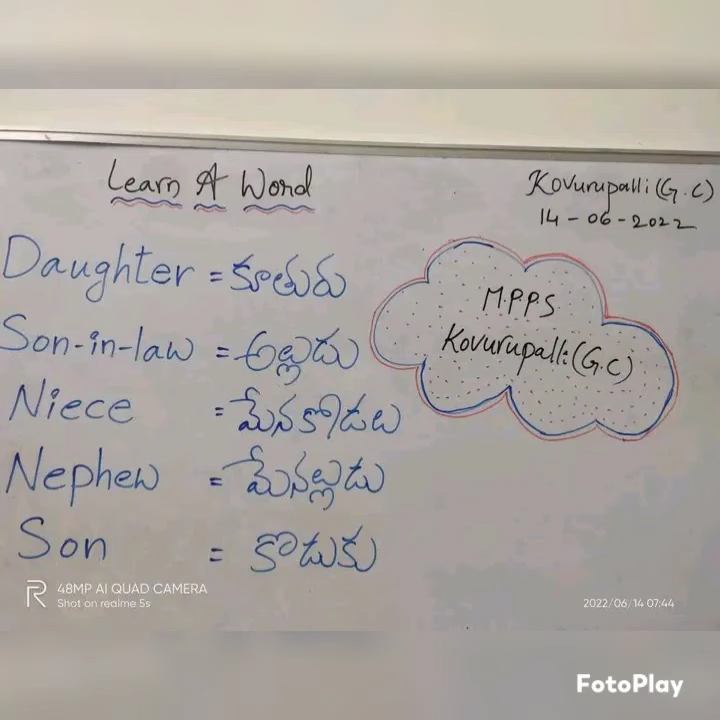 Learn A Word
Kovurupalli (G.C)
14-06-2022
Daughter = కూతురు
Son-in-law = అల్లుడు
Niece = మేనకోడలు
Nephew = మేనల్లుడు
Son = కొడుకు
M.P.P.S
Kovurupalli (G.C)
48MP AI QUAD CAMERA
Shot on realme 5s
2022/06/14 07:44
FotoPlay